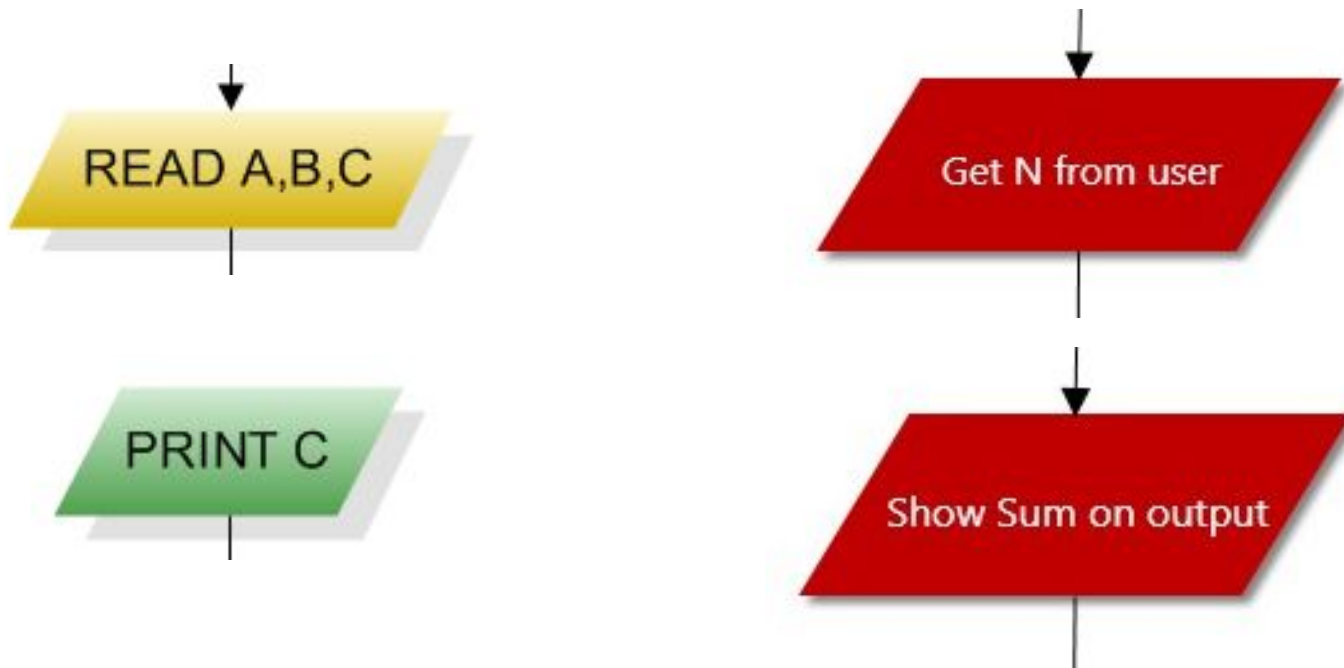 READ A,B,C
Get N from user
PRINT C
Show Sum on output